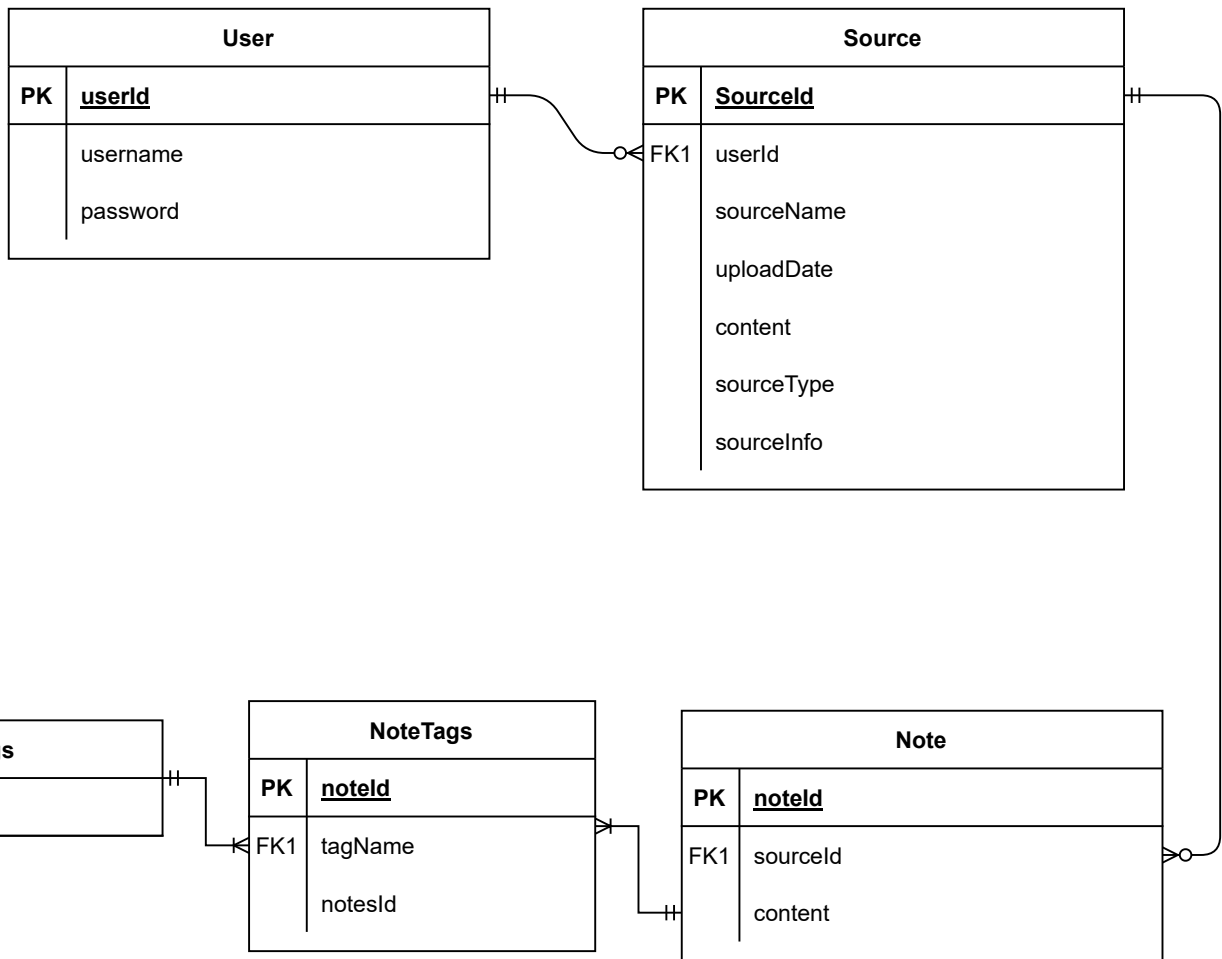 User
PK userId
username
password
Source
PK SourceId
FK1 userId
sourceName
uploadDate
content
sourceType
sourceInfo
NoteTags
PK noteId
FK1 tagName
notesId
Note
PK noteId
FK1 sourceId
content